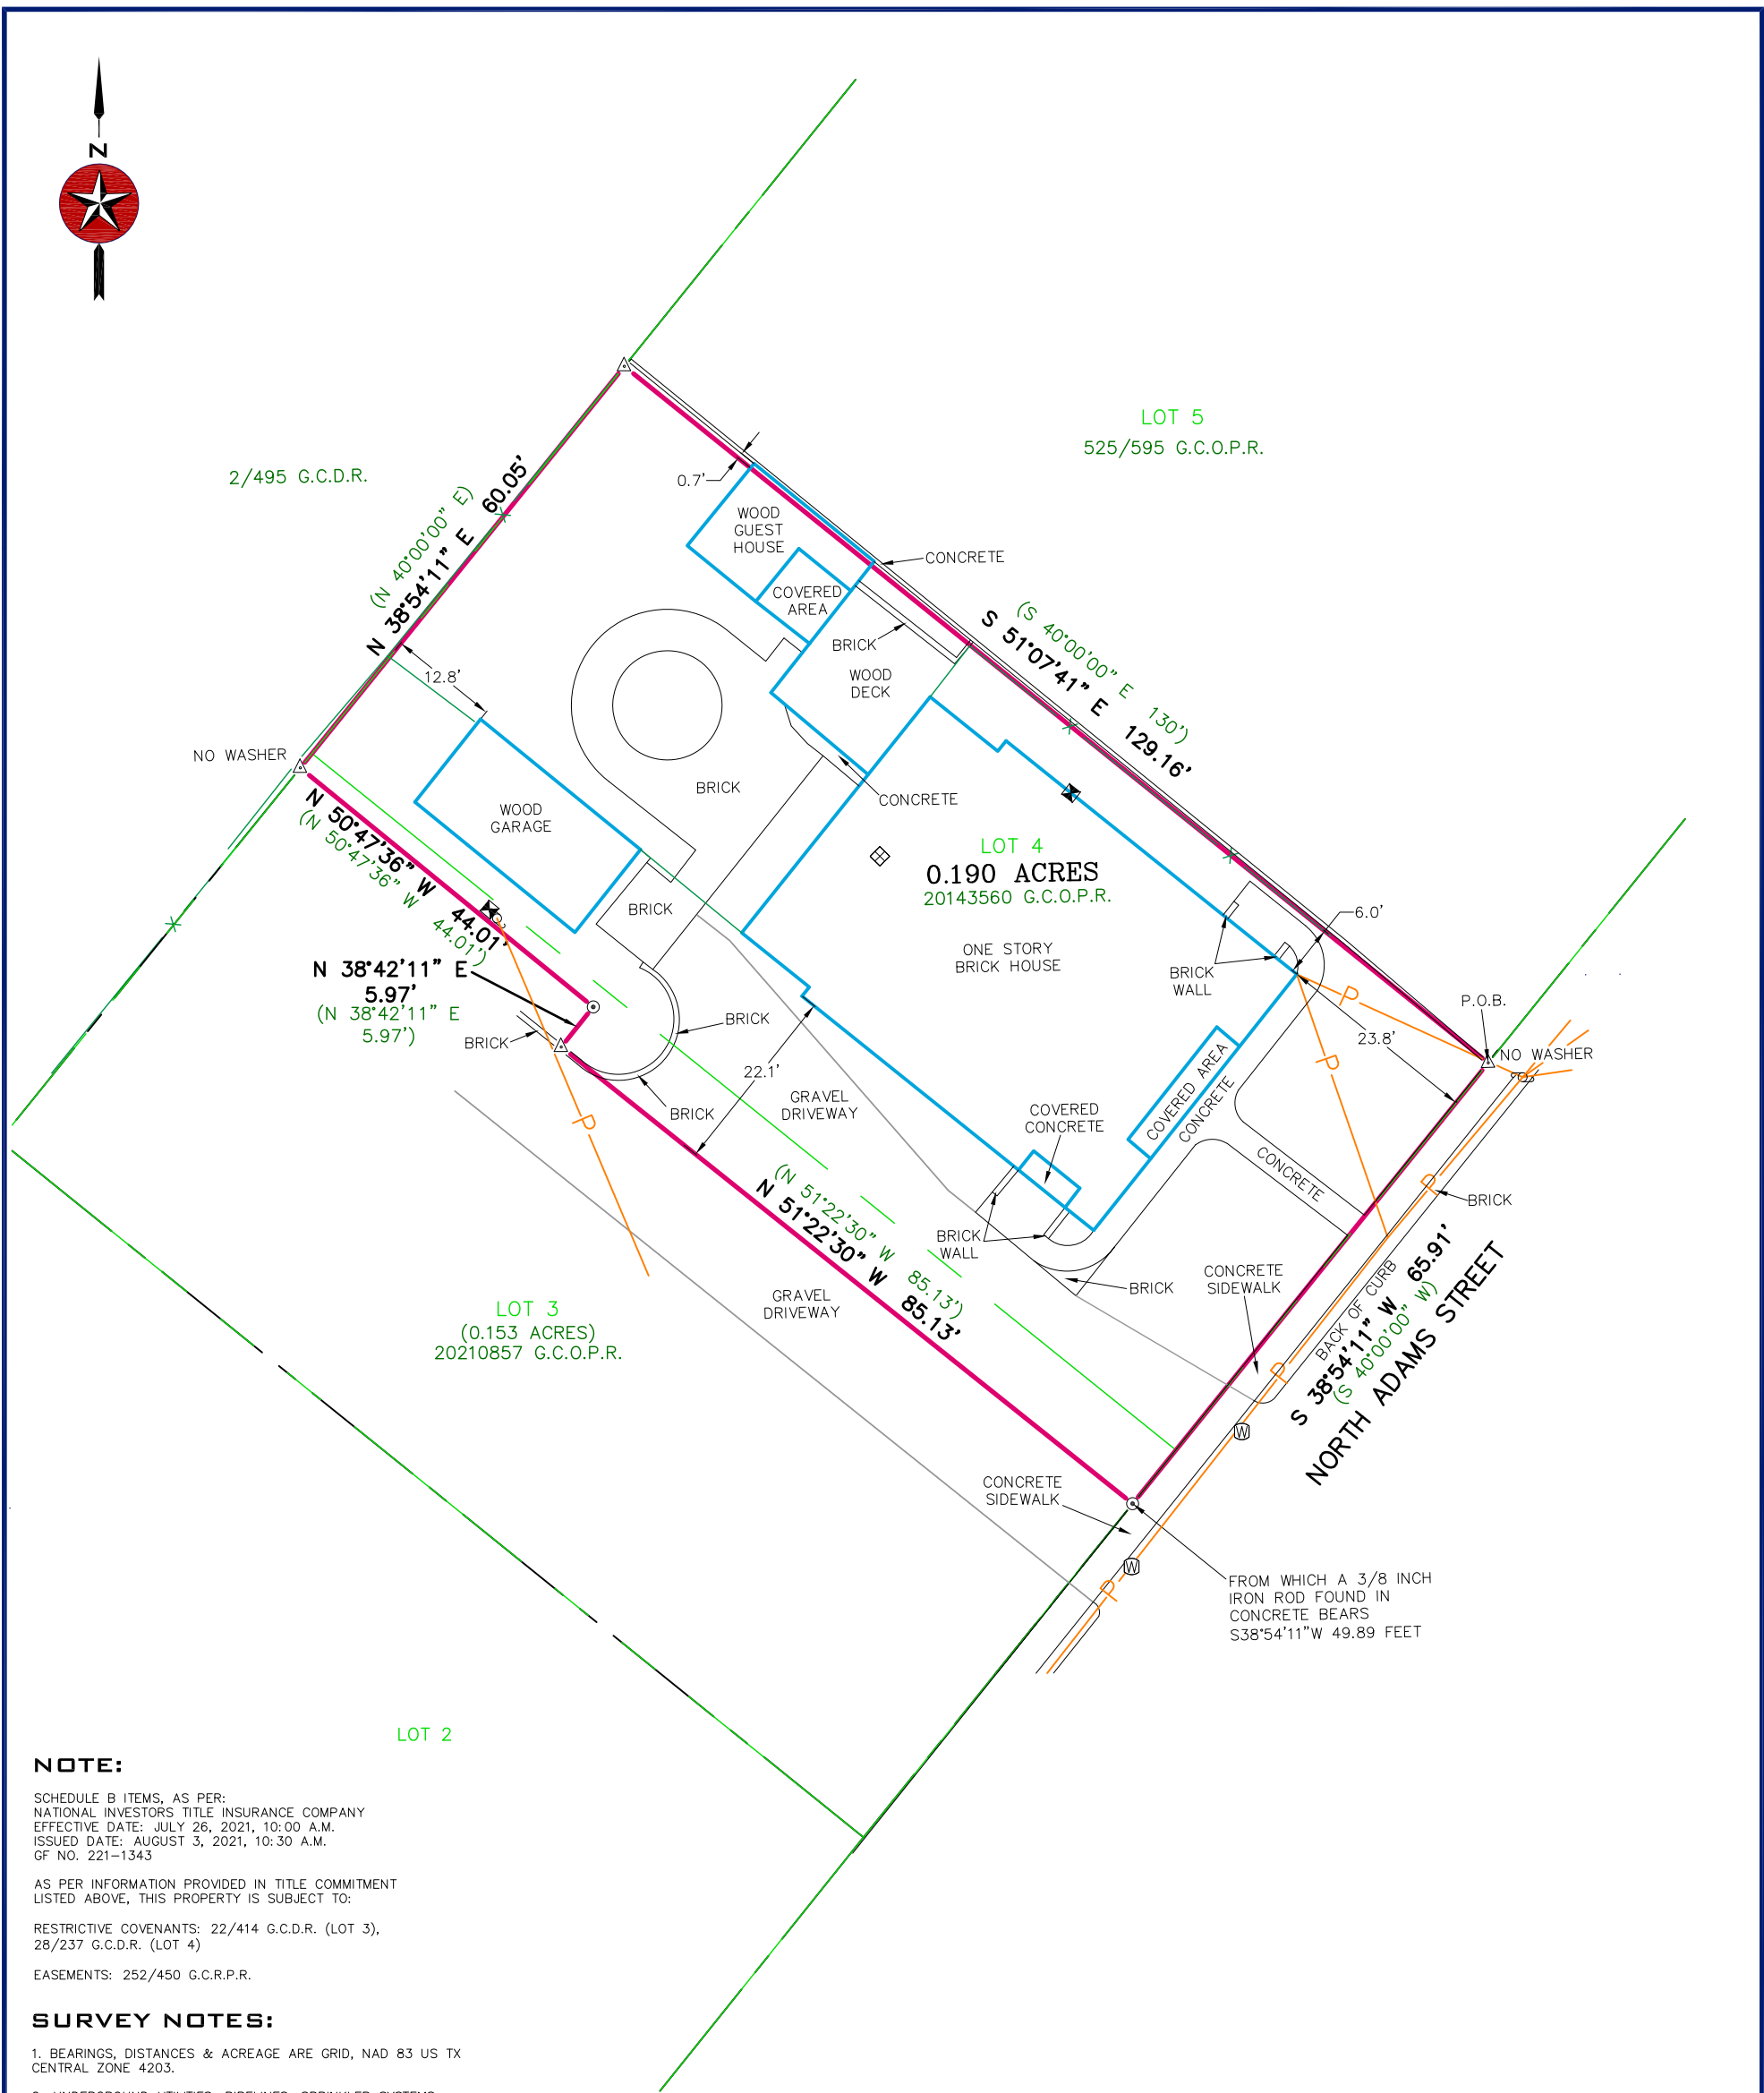 N
LOT 5
525/595 G.C.O.P.R.
2/495 G.C.D.R.
(N 40°00'00" E)
N 38°54'11" E 60.05'
0.7'
WOOD
GUEST
HOUSE
CONCRETE
COVERED
AREA
(S 40°00'00" E 130')
S 51°07'41" E 129.16'
BRICK
WOOD
DECK
12.8'
NO WASHER
BRICK
CONCRETE
WOOD
GARAGE
N 50°47'36" W 44.01'
(N 50°47'36" W 44.01')
LOT 4
0.190 ACRES
20143560 G.C.O.P.R.
BRICK
6.0'
ONE STORY
BRICK HOUSE
BRICK
WALL
N 38°42'11" E
5.97'
(N 38°42'11" E
5.97')
P
P.O.B.
BRICK
BRICK
23.8'
NO WASHER
P
22.1'
GRAVEL
DRIVEWAY
BRICK
COVERED
CONCRETE
COVERED AREA
CONCRETE
P
CONCRETE
P
BRICK
(N 51°22'30" W 85.13')
N 51°22'30" W 85.13'
BRICK
WALL
BRICK
CONCRETE
SIDEWALK
GRAVEL
DRIVEWAY
LOT 3
(0.153 ACRES)
20210857 G.C.O.P.R.
BACK OF CURB
P
S 38°54'11" W 65.91'
(S 40°00'00" W)
NORTH ADAMS STREET
W
CONCRETE
SIDEWALK
W
P
FROM WHICH A 3/8 INCH
IRON ROD FOUND IN
CONCRETE BEARS
S38°54'11"W 49.89 FEET
LOT 2
NOTE:
SCHEDULE B ITEMS, AS PER:
NATIONAL INVESTORS TITLE INSURANCE COMPANY
EFFECTIVE DATE: JULY 26, 2021, 10:00 A.M.
ISSUED DATE: AUGUST 3, 2021, 10:30 A.M.
GF NO. 221-1343
AS PER INFORMATION PROVIDED IN TITLE COMMITMENT
LISTED ABOVE, THIS PROPERTY IS SUBJECT TO:
RESTRICTIVE COVENANTS: 22/414 G.C.D.R. (LOT 3),
28/237 G.C.D.R. (LOT 4)
EASEMENTS: 252/450 G.C.R.P.R.
SURVEY NOTES:
1. BEARINGS, DISTANCES & ACREAGE ARE GRID, NAD 83 US TX
CENTRAL ZONE 4203.